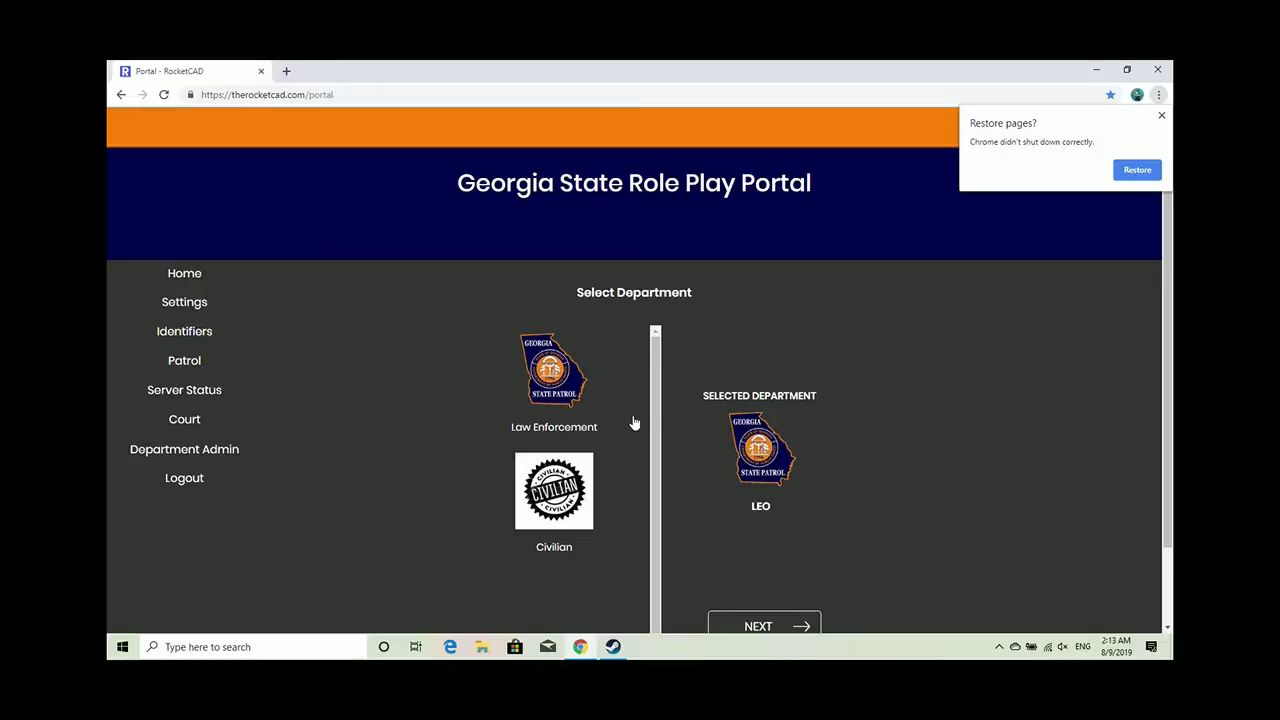 Portal - RocketCAD
https://therocketcad.com/portal
Restore pages?
Chrome didn't shut down correctly.
Restore
Georgia State Role Play Portal
Home
Settings
Identifiers
Patrol
Server Status
Court
Department Admin
Logout
Select Department
GEORGIA
STATE PATROL
Law Enforcement
CIVILIAN
CIVILIAN
CIVILIAN
Civilian
SELECTED DEPARTMENT
GEORGIA
STATE PATROL
LEO
NEXT
Type here to search
ENG
2:13 AM
8/9/2019